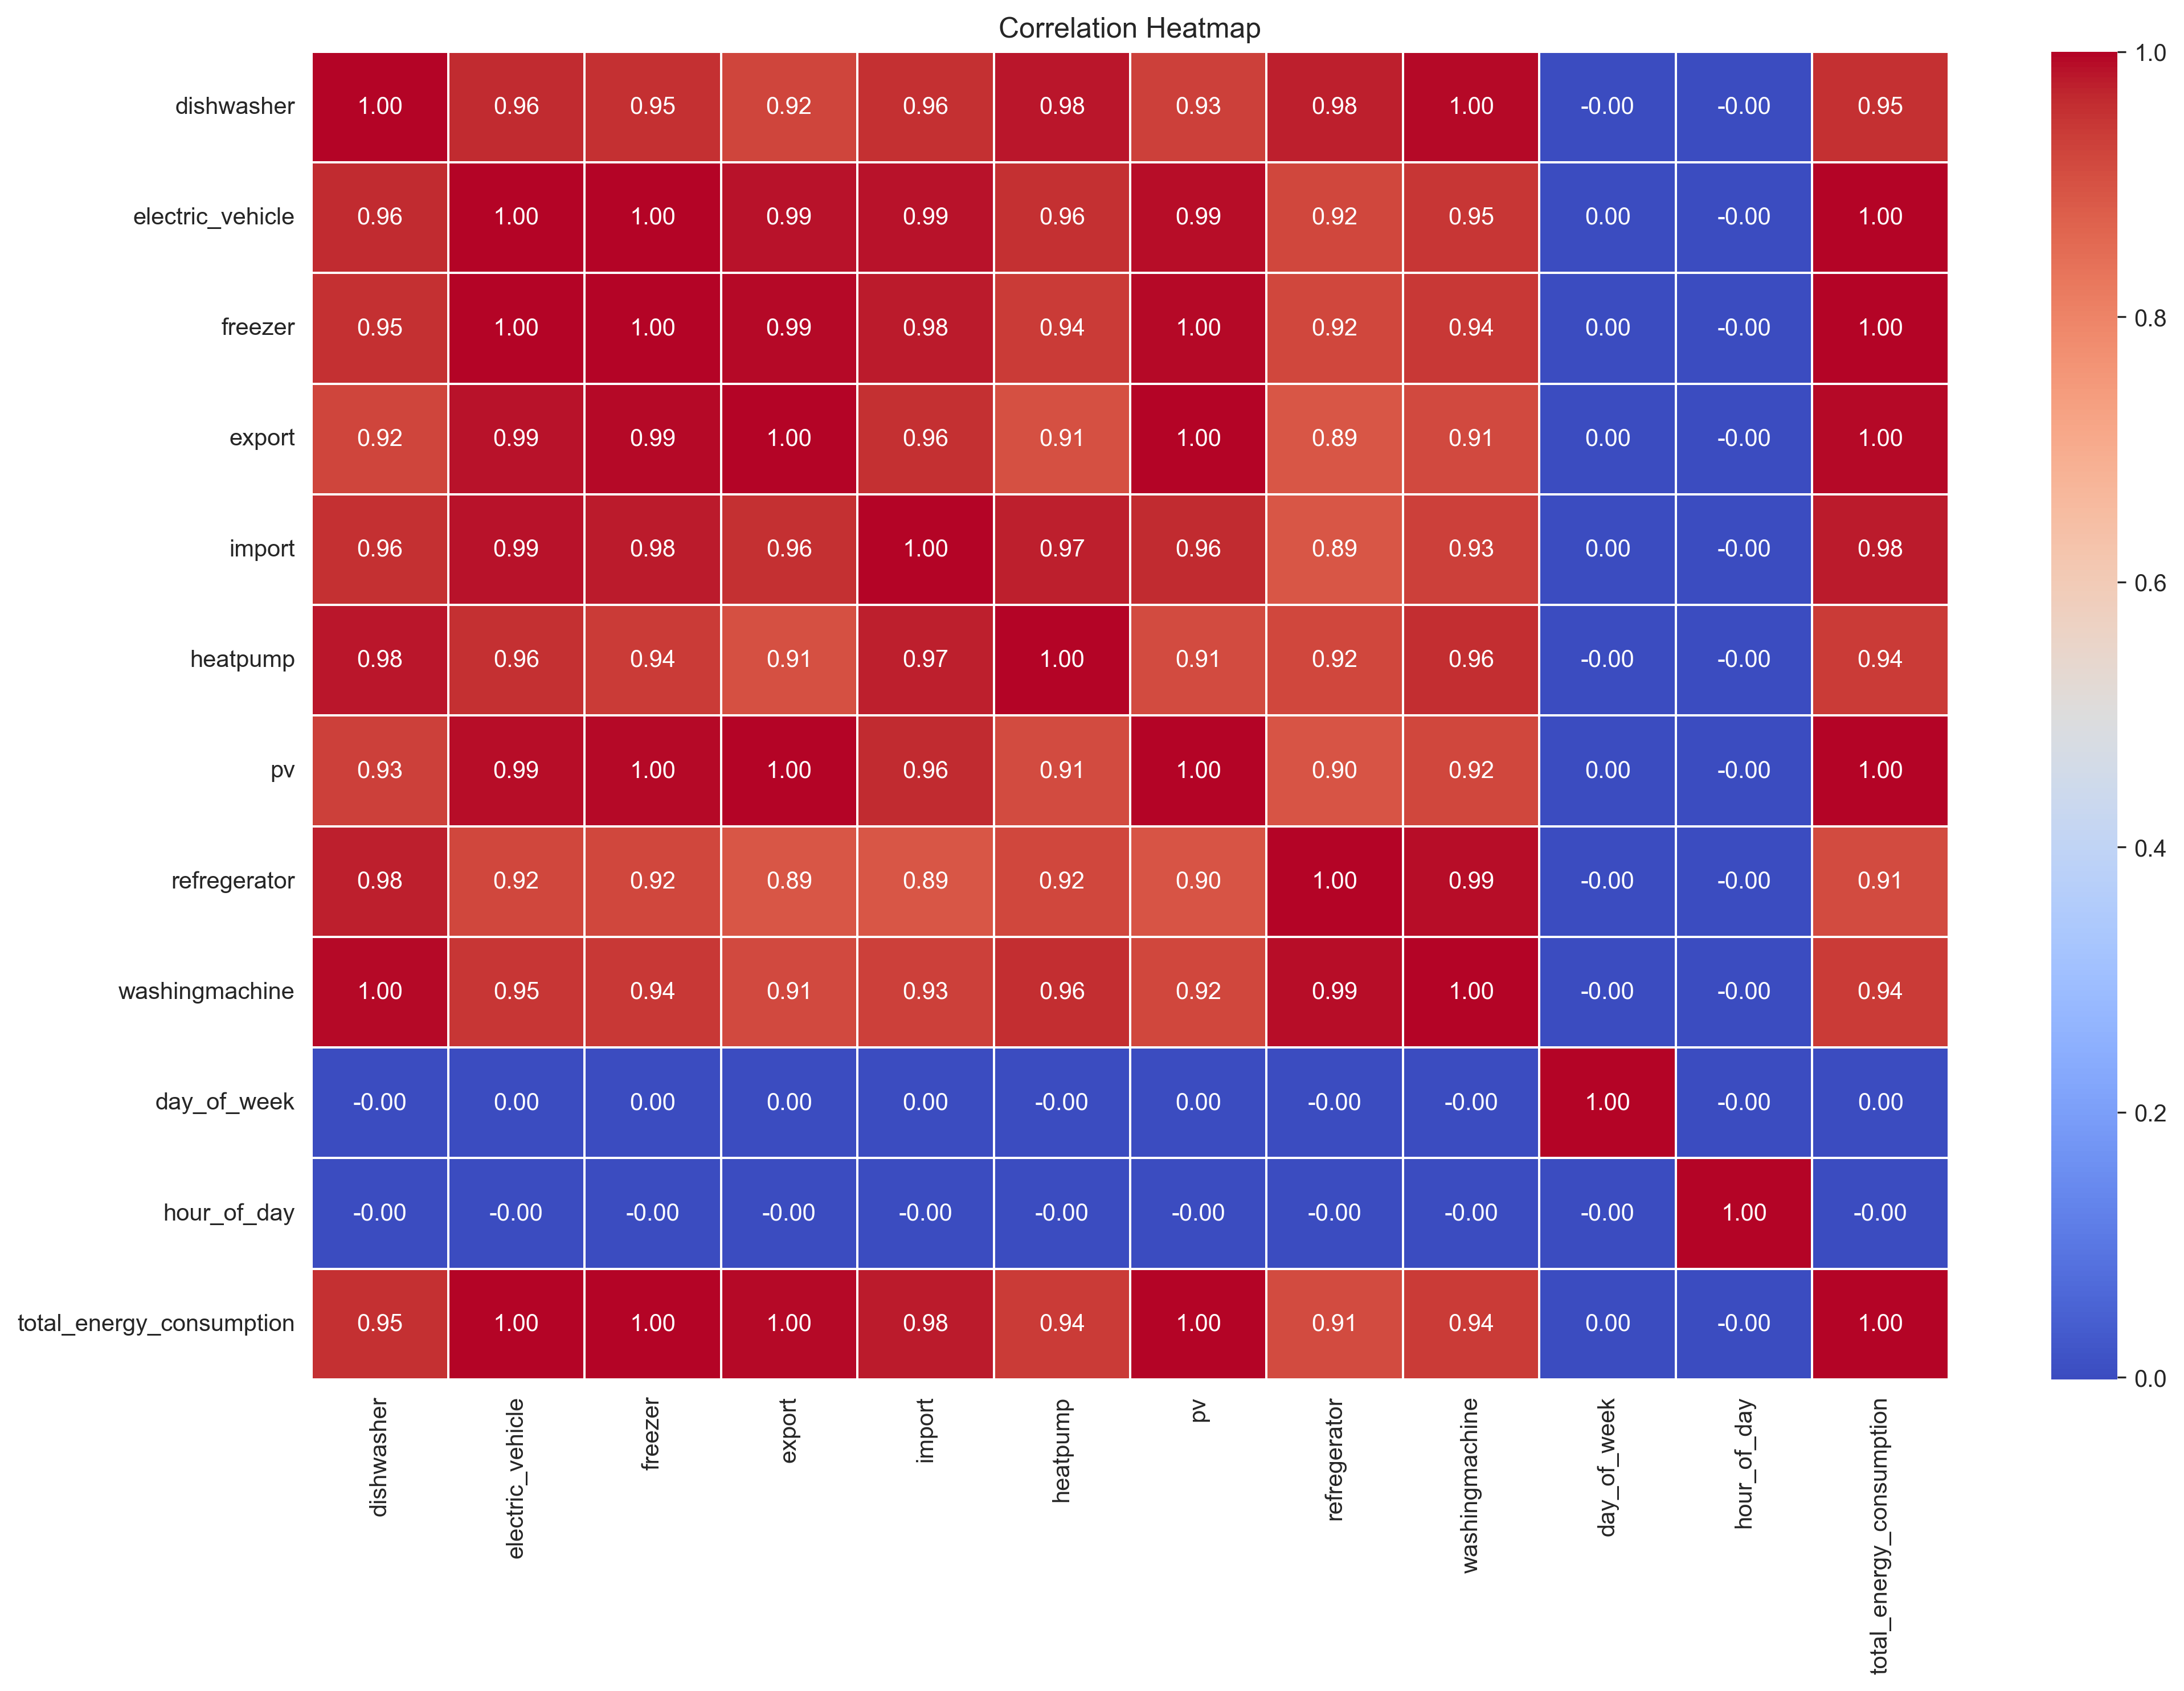 Correlation Heatmap
dishwasher 1.00 0.96 0.95 0.92 0.96 0.98 0.93 0.98 1.00 -0.00 -0.00 0.95
electric_vehicle 0.96 1.00 1.00 0.99 0.99 0.96 0.99 0.92 0.95 0.00 -0.00 1.00
freezer 0.95 1.00 1.00 0.99 0.98 0.94 1.00 0.92 0.94 0.00 -0.00 1.00
export 0.92 0.99 0.99 1.00 0.96 0.91 1.00 0.89 0.91 0.00 -0.00 1.00
import 0.96 0.99 0.98 0.96 1.00 0.97 0.96 0.89 0.93 0.00 -0.00 0.98
heatpump 0.98 0.96 0.94 0.91 0.97 1.00 0.91 0.92 0.96 -0.00 -0.00 0.94
pv 0.93 0.99 1.00 1.00 0.96 0.91 1.00 0.90 0.92 0.00 -0.00 1.00
refregerator 0.98 0.92 0.92 0.89 0.89 0.92 0.90 1.00 0.99 -0.00 -0.00 0.91
washingmachine 1.00 0.95 0.94 0.91 0.93 0.96 0.92 0.99 1.00 -0.00 -0.00 0.94
day_of_week -0.00 0.00 0.00 0.00 0.00 -0.00 0.00 -0.00 -0.00 1.00 -0.00 0.00
hour_of_day -0.00 -0.00 -0.00 -0.00 -0.00 -0.00 -0.00 -0.00 -0.00 -0.00 1.00 -0.00
total_energy_consumption 0.95 1.00 1.00 1.00 0.98 0.94 1.00 0.91 0.94 0.00 -0.00 1.00
dishwasher
electric_vehicle
freezer
export
import
heatpump
pv
refregerator
washingmachine
day_of_week
hour_of_day
total_energy_consumption
1.0
0.8
0.6
0.4
0.2
0.0